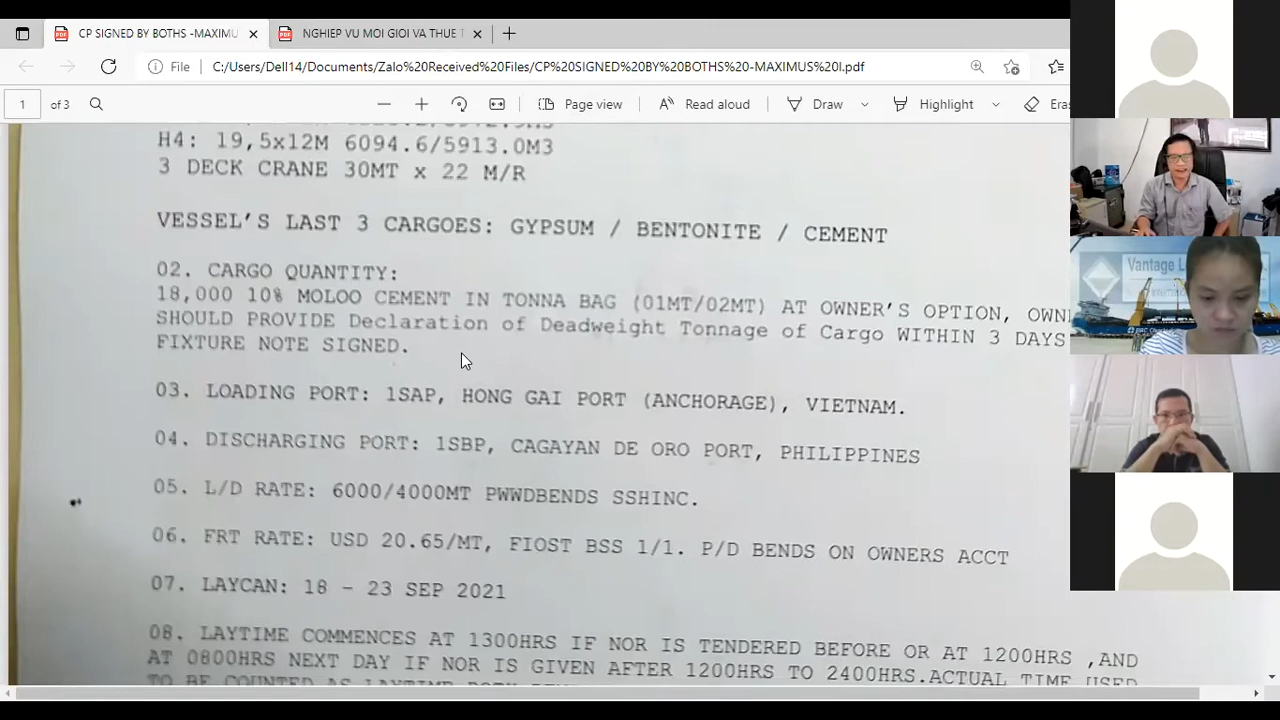 CP SIGNED BY BOTHS -MAXIMU
NGHIEP VU MOI GIOI VA THUE T
File
C:/Users/Dell14/Documents/Zalo%20Received%20Files/CP%20SIGNED%20BY%20BOTHS%20-MAXIMUS%20I.pdf
1 of 3
Page view
Read aloud
Draw
Highlight
Eras
H4: 19,5x12M 6094.6/5913.0M3
3 DECK CRANE 30MT x 22 M/R
VESSEL'S LAST 3 CARGOES: GYPSUM / BENTONITE / CEMENT
02. CARGO QUANTITY:
18,000 10% MOLOO CEMENT IN TONNA BAG (01MT/02MT) AT OWNER'S OPTION, OWN
SHOULD PROVIDE Declaration of Deadweight Tonnage of Cargo WITHIN 3 DAYS
FIXTURE NOTE SIGNED.
03. LOADING PORT: 1SAP, HONG GAI PORT (ANCHORAGE), VIETNAM.
04. DISCHARGING PORT: 1SBP, CAGAYAN DE ORO PORT, PHILIPPINES
05. L/D RATE: 6000/4000MT PWWDBENDS SSHINC.
06. FRT RATE: USD 20.65/MT, FIOST BSS 1/1. P/D BENDS ON OWNERS ACCT
07. LAYCAN: 18 - 23 SEP 2021
08. LAYTIME COMMENCES AT 1300HRS IF NOR IS TENDERED BEFORE OR AT 1200HRS ,AND
AT 0800HRS NEXT DAY IF NOR IS GIVEN AFTER 1200HRS TO 2400HRS.ACTUAL TIME USED
TO BE COUNTED AS LAYTIME
Vantage L